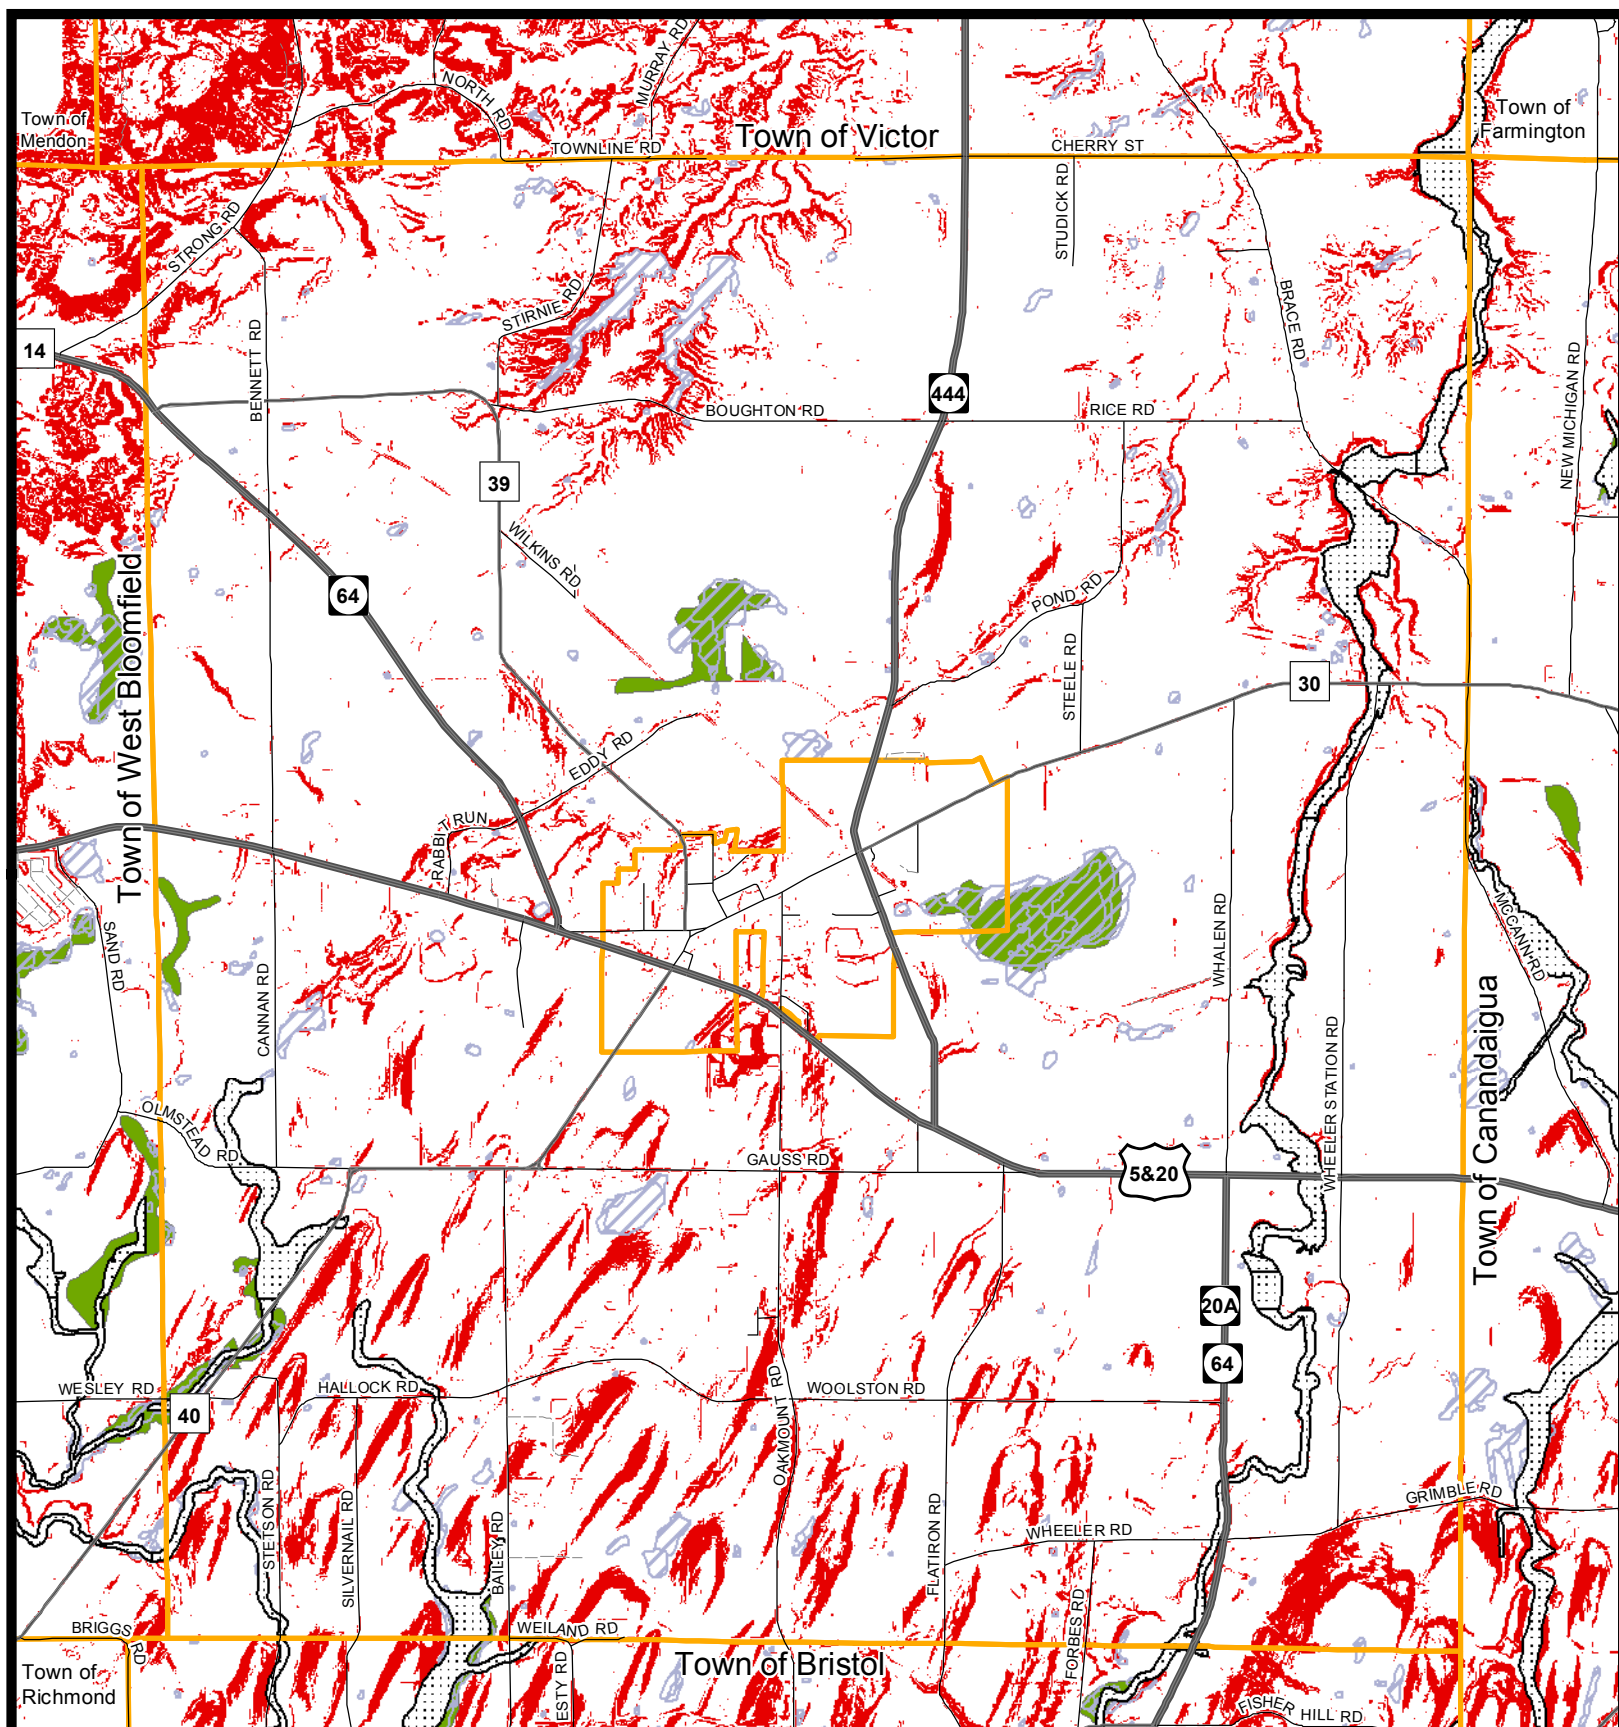 MURRAY RD
NORTH RD
Town of
Mendon
Town of Victor
Town of
Farmington
TOWNLINE RD
CHERRY ST
STUDICK RD
STRONG RD
STIRNIE RD
BRACE RD
14
BENNETT RD
NEW MICHIGAN RD
444
BOUGHTON RD
RICE RD
39
WILKINS RD
64
POND RD
STEELE RD
30
Town of West Bloomfield
EDDY RD
RABBIT RUN
SAND RD
CANNAN RD
WHALEN RD
MCCANN RD
WHEELER STATION RD
Town of Canandaigua
OLMSTEAD RD
GAUSS RD
5&20
20A
64
WESLEY RD
HALLOCK RD
WOOLSTON RD
OAKMOUNT RD
40
STETSON RD
SILVERNAIL RD
BAILEY RD
FLATIRON RD
WHEELER RD
GRIMBLE RD
FORBES RD
BRIGGS RD
WEILAND RD
Town of
Richmond
Town of Bristol
ESTY RD
FISHER HILL RD